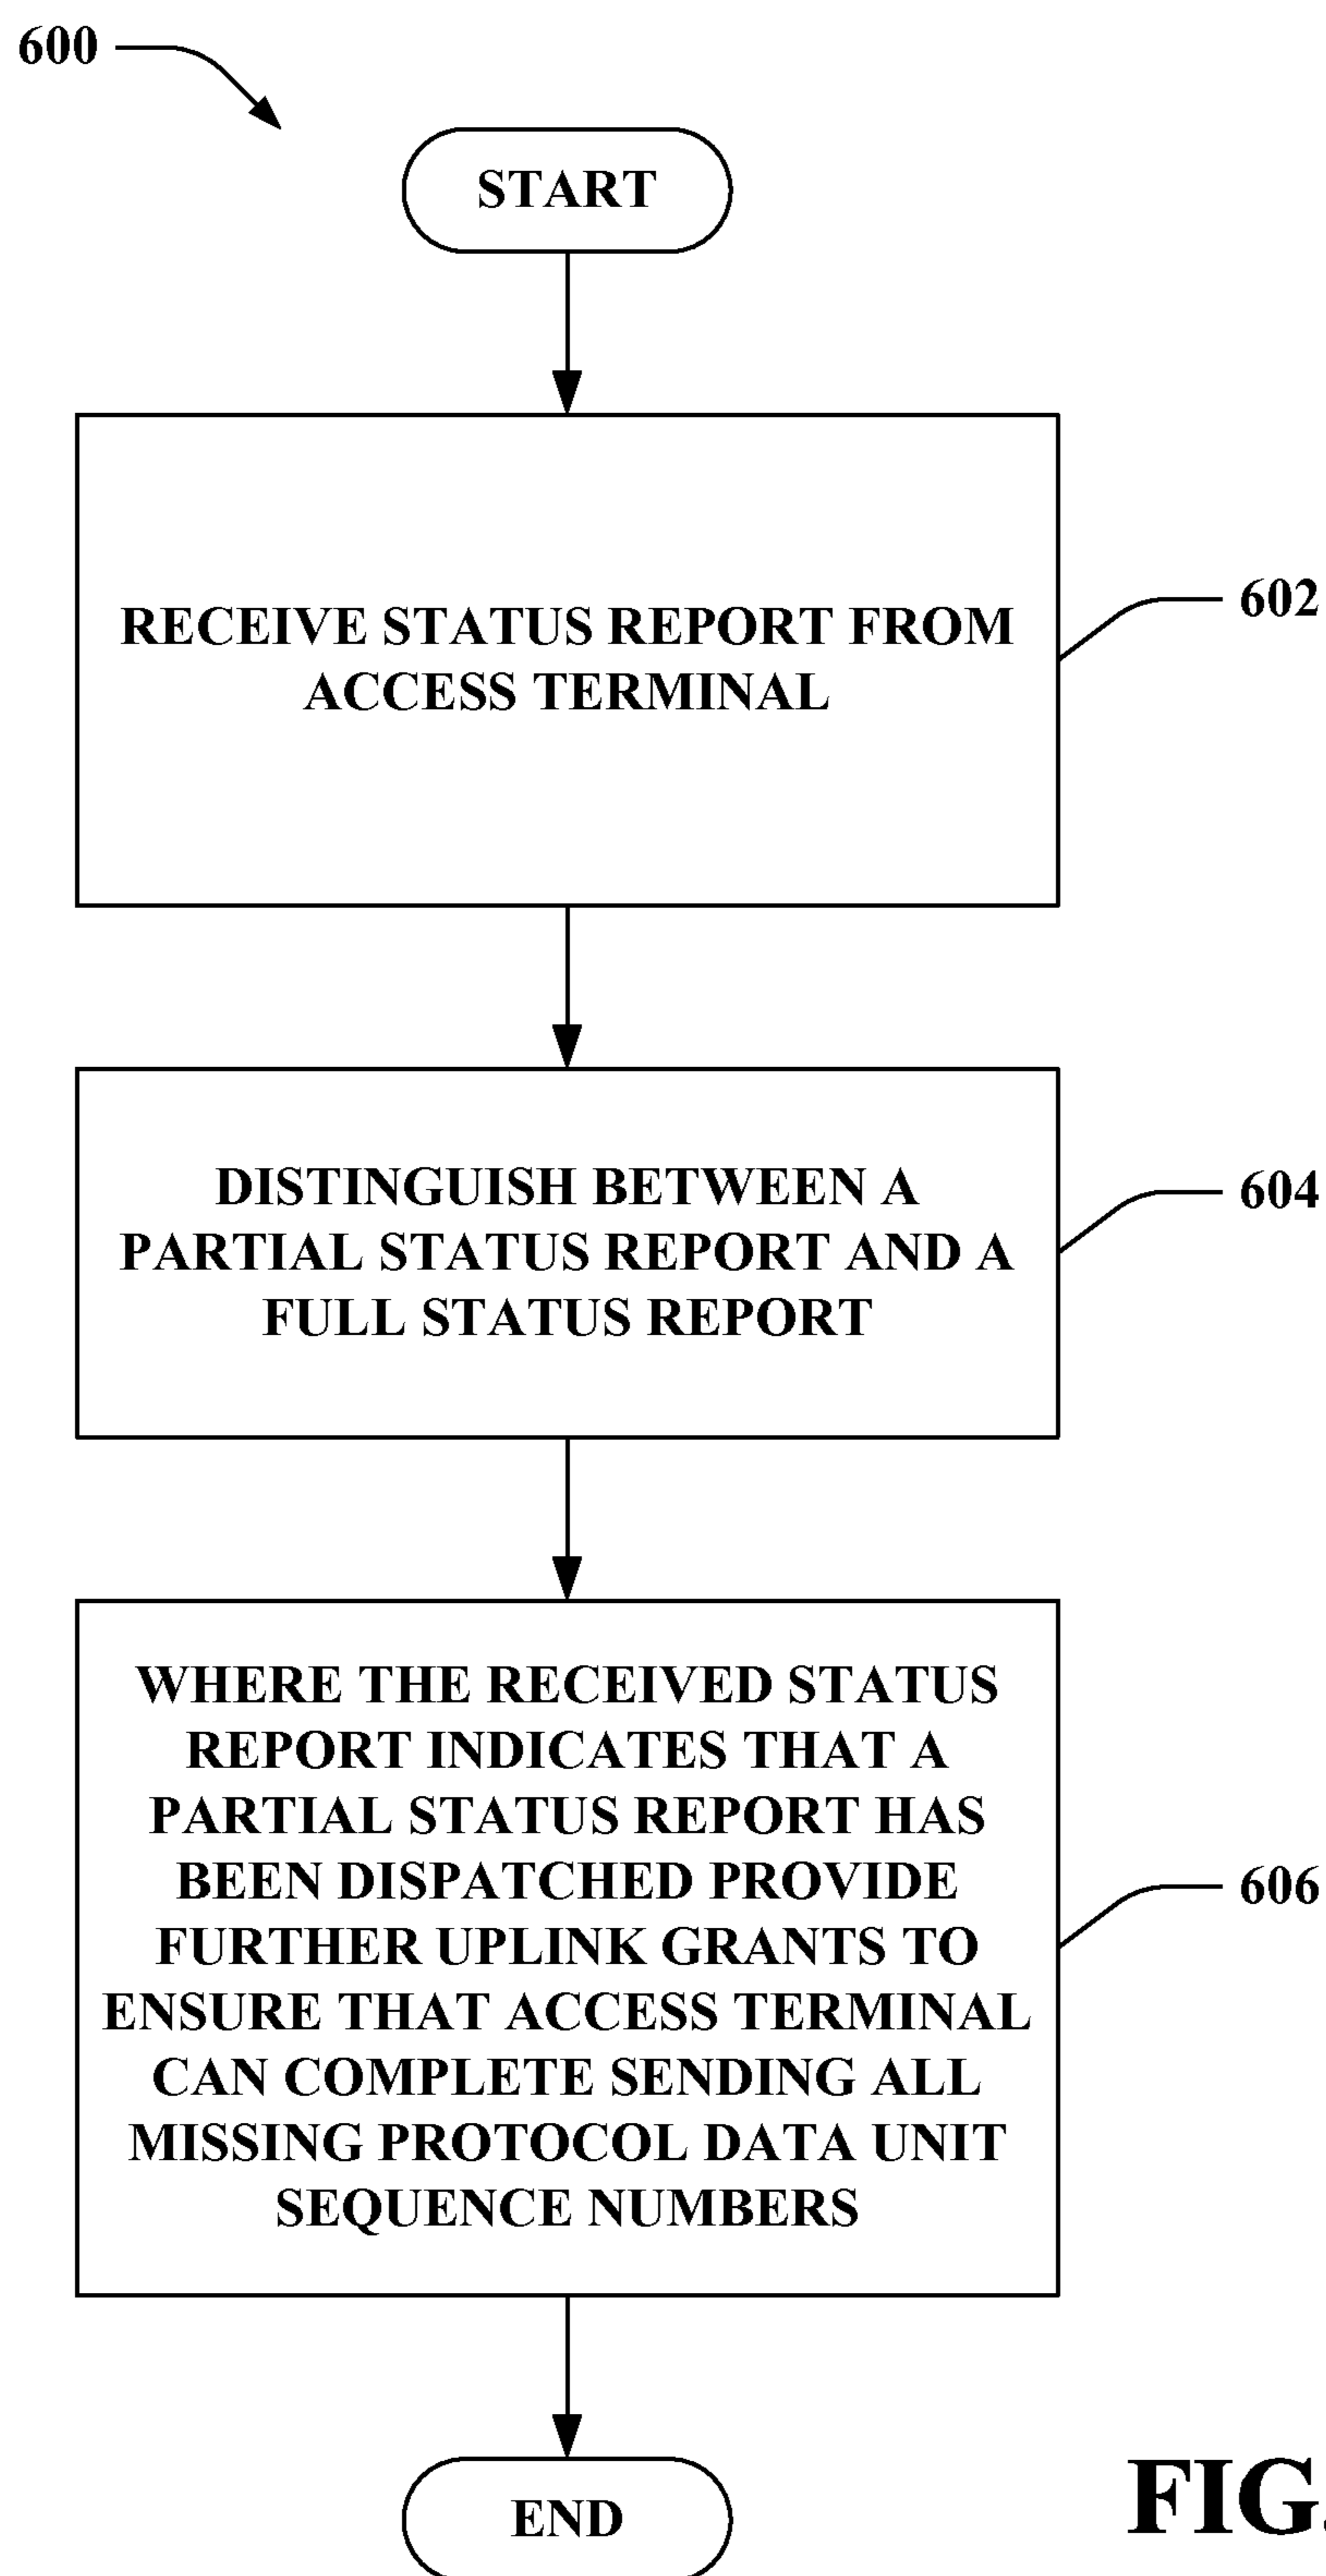 600
START
RECEIVE STATUS REPORT FROM
ACCESS TERMINAL
602
DISTINGUISH BETWEEN A
PARTIAL STATUS REPORT AND A
FULL STATUS REPORT
604
WHERE THE RECEIVED STATUS
REPORT INDICATES THAT A
PARTIAL STATUS REPORT HAS
BEEN DISPATCHED PROVIDE
FURTHER UPLINK GRANTS TO
ENSURE THAT ACCESS TERMINAL
CAN COMPLETE SENDING ALL
MISSING PROTOCOL DATA UNIT
SEQUENCE NUMBERS
606
END
FIG.